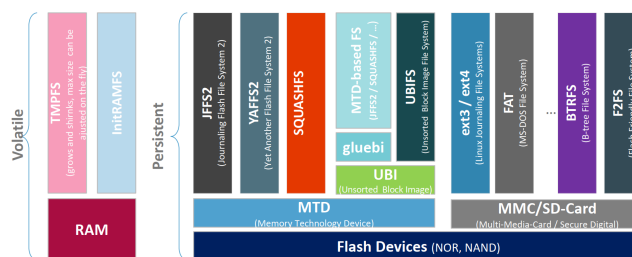 Volatile
TMPFS
(grows and shrinks, max size can be
ajusted on the fly)
InitRAMFS
RAM
Persistent
JFFS2
(Journaling Flash File System 2)
YAFFS2
(Yet Another Flash File System 2)
SQUASHFS
MTD-based FS
(JFFS2 / SQUASHFS / ...)
gluebi
UBIFS
(Unsorted Block Image File System)
UBI
(Unsorted Block Image)
MTD
(Memory Technology Device)
ext3 / ext4
(Linux Journaling File Systems)
FAT
(MS-DOS File System)
...
BTRFS
(B-tree File System)
F2FS
MMC/SD-Card
(Multi-Media-Card / Secure Digital)
Flash Devices (NOR, NAND)